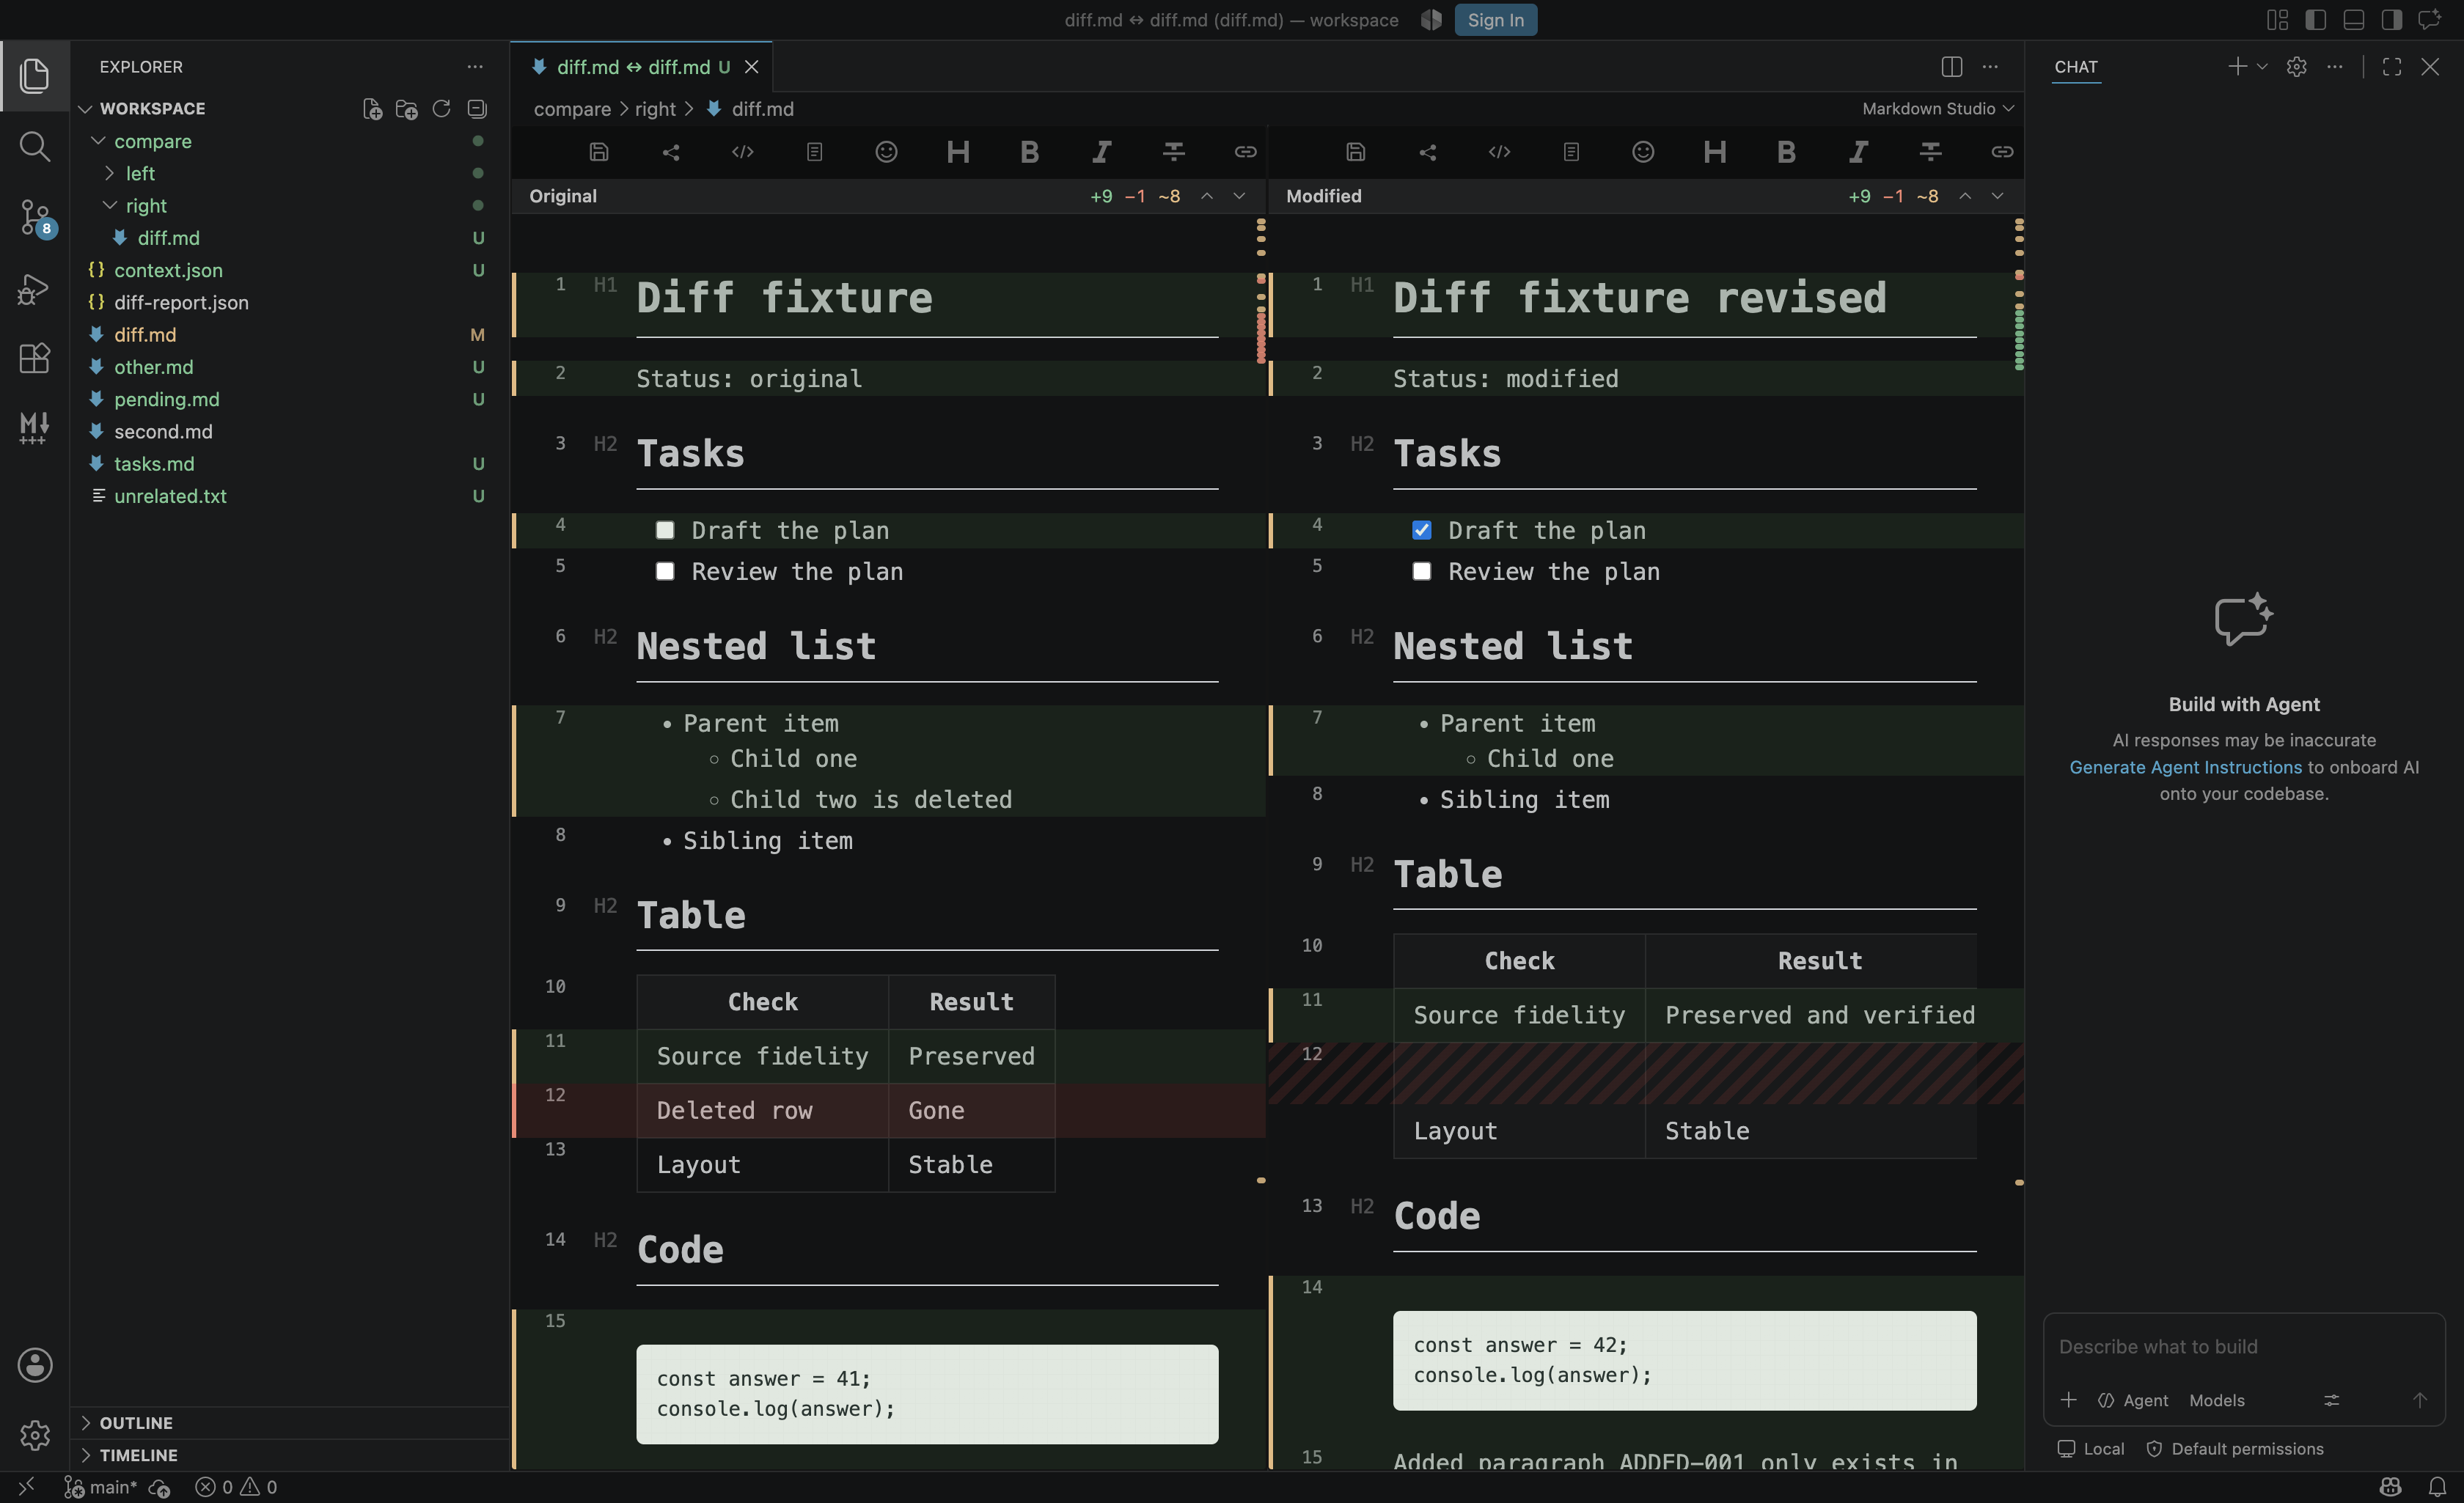 diff.md ↔ diff.md (diff.md) — workspace
Sign In
EXPLORER
WORKSPACE
compare
left
right
diff.md U
context.json U
diff-report.json
diff.md M
other.md U
pending.md U
second.md
tasks.md U
unrelated.txt U
OUTLINE
TIMELINE
8
M
diff.md ↔ diff.md U
compare > right > diff.md
Markdown Studio
H B I
Original +9 −1 ~8
1 H1 Diff fixture
2 Status: original
3 H2 Tasks
4 Draft the plan
5 Review the plan
6 H2 Nested list
7 • Parent item
◦ Child one
◦ Child two is deleted
8 • Sibling item
9 H2 Table
10 Check Result
11 Source fidelity Preserved
12 Deleted row Gone
13 Layout Stable
14 H2 Code
15
const answer = 41;
console.log(answer);
H B I
Modified +9 −1 ~8
1 H1 Diff fixture revised
2 Status: modified
3 H2 Tasks
4 Draft the plan
5 Review the plan
6 H2 Nested list
7 • Parent item
◦ Child one
8 • Sibling item
9 H2 Table
10 Check Result
11 Source fidelity Preserved and verified
12
Layout Stable
13 H2 Code
14
const answer = 42;
console.log(answer);
15 Added paragraph ADDED-001 only exists in
CHAT
Build with Agent
AI responses may be inaccurate
Generate Agent Instructions to onboard AI
onto your codebase.
Describe what to build
Agent Models
Local Default permissions
main* 0 0